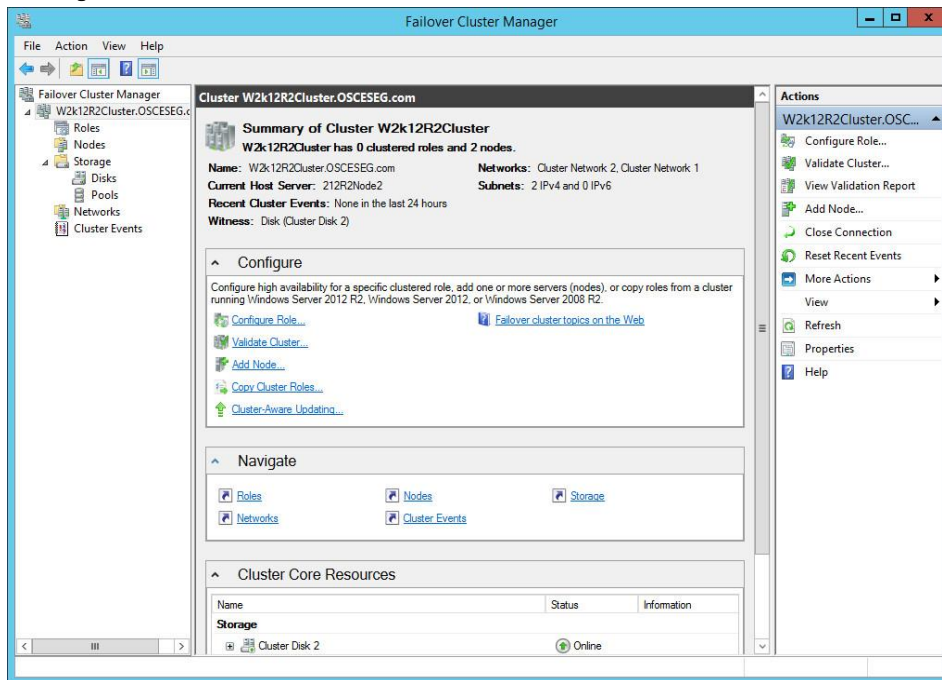 Failover Cluster Manager
File Action View Help
Failover Cluster Manager
W2k12R2Cluster.OSCESEG.c
Roles
Nodes
Storage
Disks
Pools
Networks
Cluster Events
Cluster W2k12R2Cluster.OSCESEG.com
Summary of Cluster W2k12R2Cluster
W2k12R2Cluster has 0 clustered roles and 2 nodes.
Name: W2k12R2Cluster.OSCESEG.com Networks: Cluster Network 2, Cluster Network 1
Current Host Server: 212R2Node2 Subnets: 2 IPv4 and 0 IPv6
Recent Cluster Events: None in the last 24 hours
Witness: Disk (Cluster Disk 2)
Configure
Configure high availability for a specific clustered role, add one or more servers (nodes), or copy roles from a cluster
running Windows Server 2012 R2, Windows Server 2012, or Windows Server 2008 R2.
Configure Role... Failover cluster topics on the Web
Validate Cluster...
Add Node...
Copy Cluster Roles...
Cluster-Aware Updating...
Navigate
Roles Nodes Storage
Networks Cluster Events
Cluster Core Resources
Name Status Information
Storage
Cluster Disk 2 Online
Actions
W2k12R2Cluster.OSC...
Configure Role...
Validate Cluster...
View Validation Report
Add Node...
Close Connection
Reset Recent Events
More Actions
View
Refresh
Properties
Help